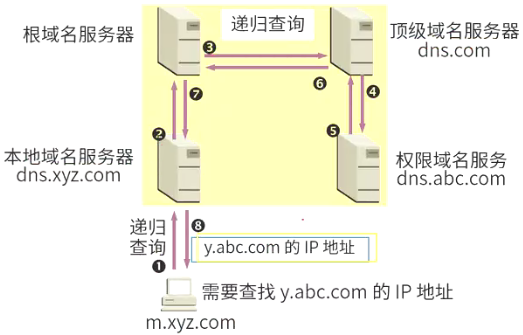 递归查询
根域名服务器
顶级域名服务器
dns.com
❸
❻
❼
❹
❷
❺
本地域名服务器
dns.xyz.com
权限域名服务
dns.abc.com
递归
查询
❽
y.abc.com 的 IP 地址
❶
需要查找 y.abc.com 的 IP 地址
m.xyz.com